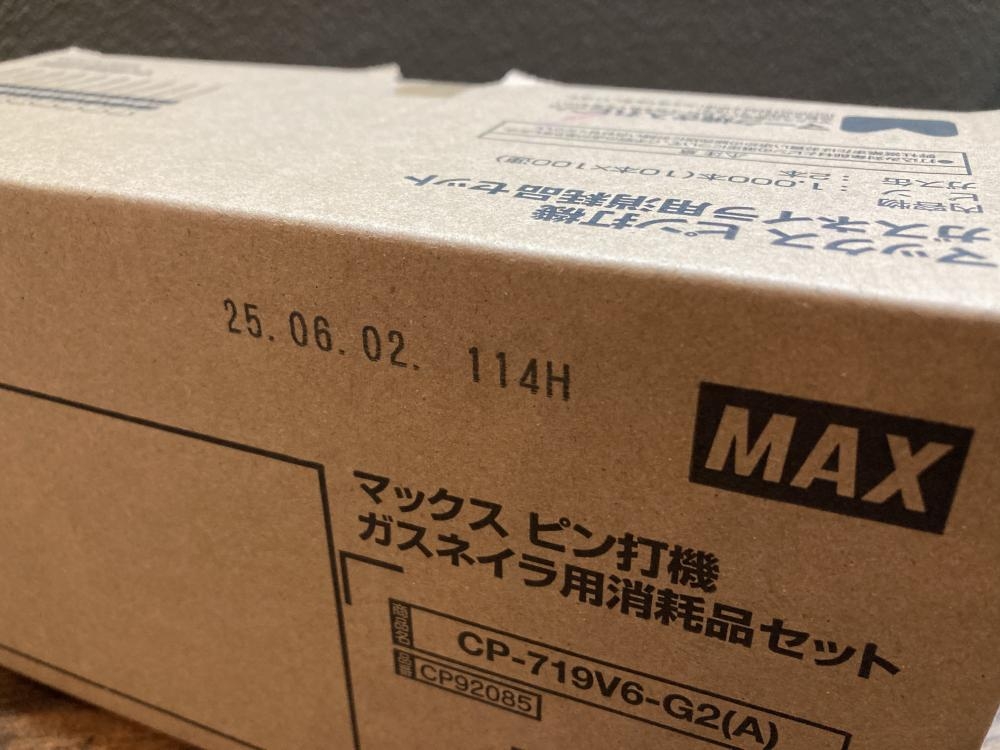 マックス ピン打機
ガスネイラ用消耗品セット
内容物
ピン : 1,000本(10本×100連)
ガス缶 : 2本
25.06.02. 114H
MAX
マックス ピン打機
ガスネイラ用消耗品セット
商品名 CP-719V6-G2(A)
品番 CP92085